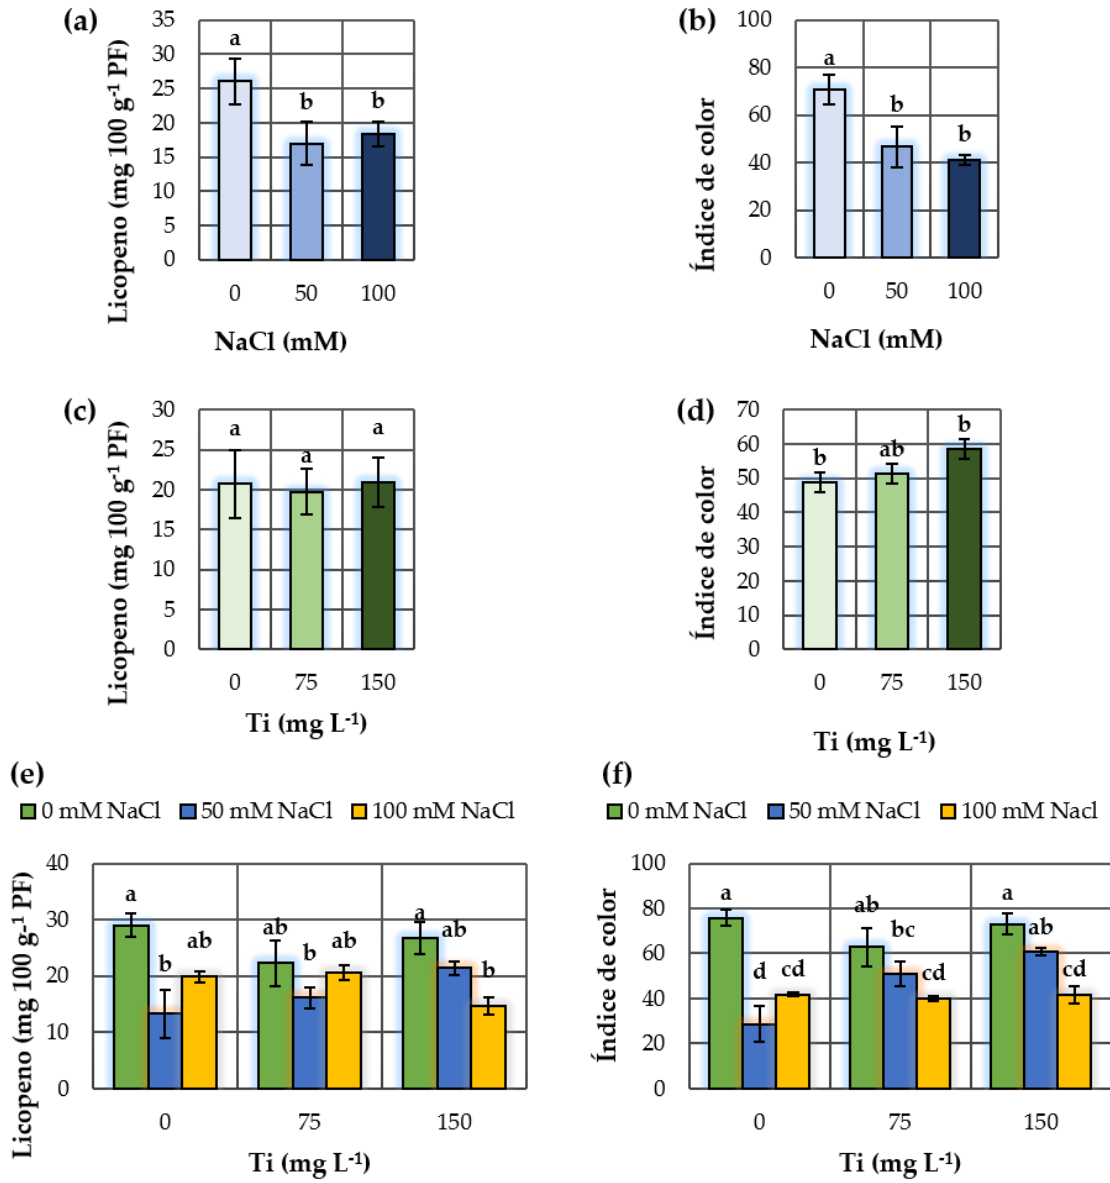 (a)
Licopeno (mg 100 g⁻¹ PF)
35
30
25
20
15
10
5
0
a
b
b
0 50 100
NaCl (mM)
(b)
Índice de color
100
80
60
40
20
0
a
b
b
0 50 100
NaCl (mM)
(c)
Licopeno (mg 100 g⁻¹ PF)
30
25
20
15
10
5
0
a
a
a
0 75 150
Ti (mg L⁻¹)
(d)
Índice de color
70
60
50
40
30
20
10
0
b
ab
b
0 75 150
Ti (mg L⁻¹)
(e)
0 mM NaCl 50 mM NaCl 100 mM NaCl
Licopeno (mg 100 g⁻¹ PF)
40
30
20
10
0
a b ab
ab b ab
a ab b
0 75 150
Ti (mg L⁻¹)
(f)
0 mM NaCl 50 mM NaCl 100 mM Nacl
Índice de color
100
80
60
40
20
0
a d cd
ab bc cd
a ab cd
0 75 150
Ti (mg L⁻¹)